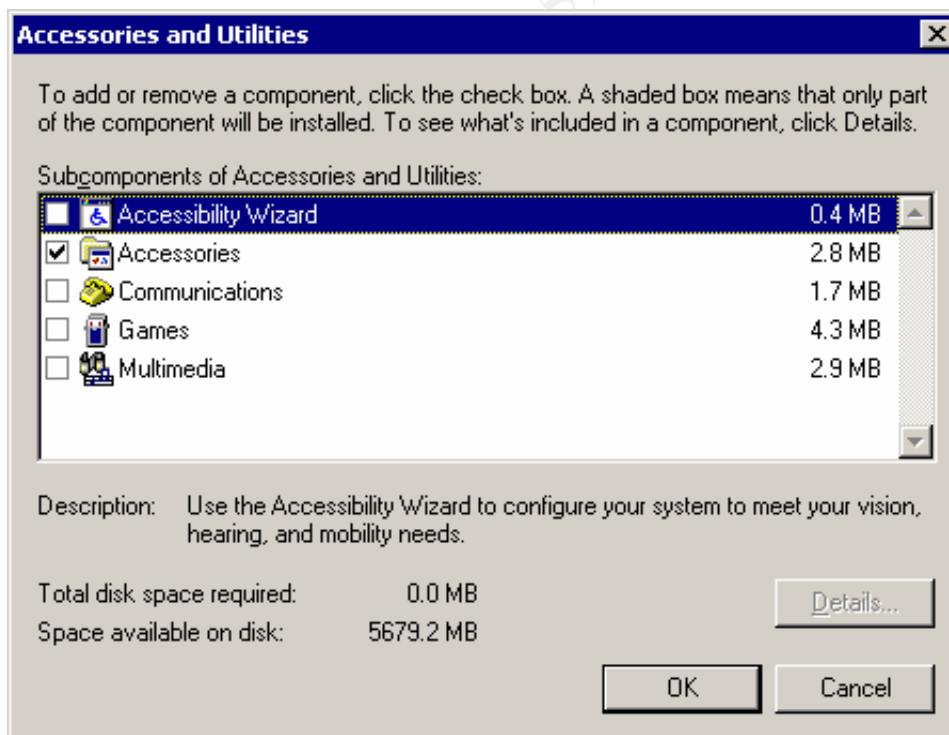 Accessories and Utilities
To add or remove a component, click the check box. A shaded box means that only part
of the component will be installed. To see what's included in a component, click Details.
Subcomponents of Accessories and Utilities:
Accessibility Wizard 0.4 MB
Accessories 2.8 MB
Communications 1.7 MB
Games 4.3 MB
Multimedia 2.9 MB
Description: Use the Accessibility Wizard to configure your system to meet your vision,
hearing, and mobility needs.
Total disk space required: 0.0 MB
Details...
Space available on disk: 5679.2 MB
OK Cancel